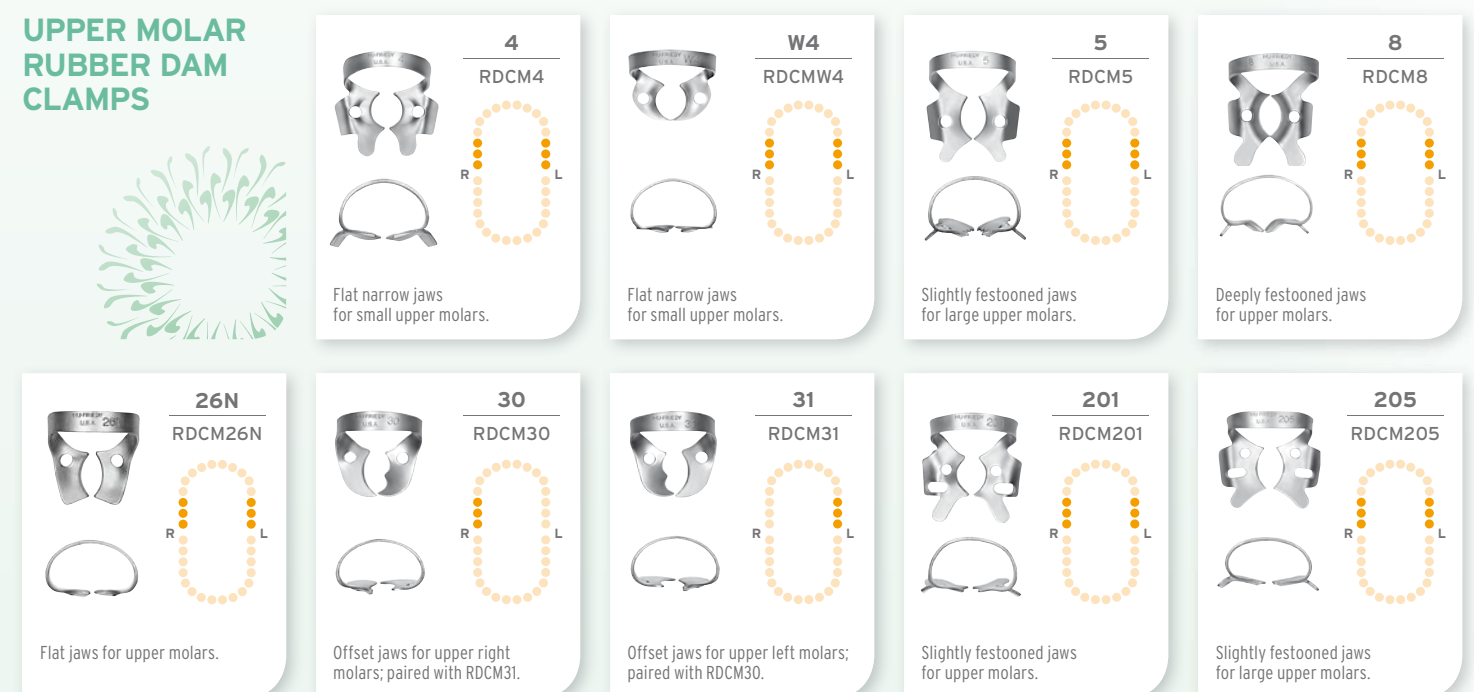 UPPER MOLAR
RUBBER DAM
CLAMPS
4
RDCM4
R
L
Flat narrow jaws
for small upper molars.
W4
RDCMW4
R
L
Flat narrow jaws
for small upper molars.
5
RDCM5
R
L
Slightly festooned jaws
for large upper molars.
8
RDCM8
R
L
Deeply festooned jaws
for upper molars.
26N
RDCM26N
R
L
Flat jaws for upper molars.
30
RDCM30
R
L
Offset jaws for upper right
molars; paired with RDCM31.
31
RDCM31
R
L
Offset jaws for upper left molars;
paired with RDCM30.
201
RDCM201
R
L
Slightly festooned jaws
for upper molars.
205
RDCM205
R
L
Slightly festooned jaws
for large upper molars.